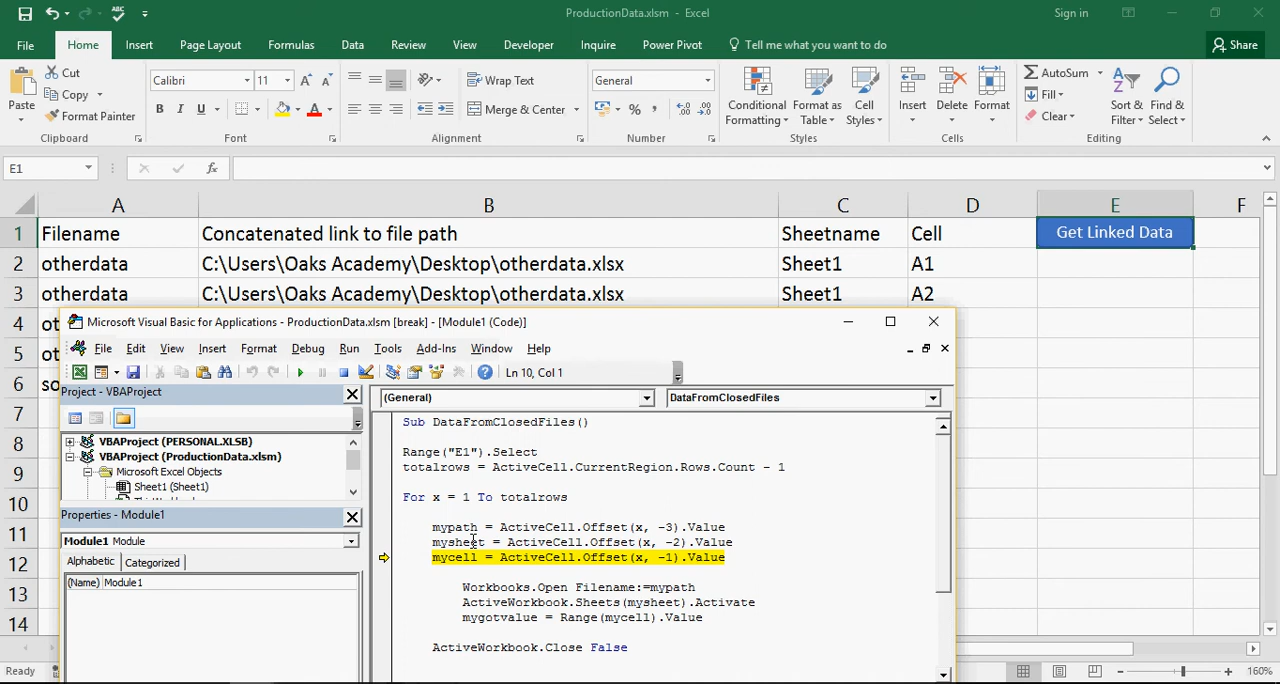 ProductionData.xlsm - Excel
Sign in
File Home Insert Page Layout Formulas Data Review View Developer Inquire Power Pivot Tell me what you want to do Share
Paste
Cut
Copy
Format Painter
Clipboard
Calibri 11
B I U
Font
Wrap Text
Merge & Center
Alignment
General
Number
Conditional Formatting
Format as Table
Cell Styles
Styles
Insert Delete Format
Cells
AutoSum
Fill
Clear
Sort & Filter
Find & Select
Editing
E1
fx
A B C D E F
1 Filename Concatenated link to file path Sheetname Cell Get Linked Data
2 otherdata C:\Users\Oaks Academy\Desktop\otherdata.xlsx Sheet1 A1
3 otherdata C:\Users\Oaks Academy\Desktop\otherdata.xlsx Sheet1 A2
4
5
6
7
8
9
10
11
12
13
14
Microsoft Visual Basic for Applications - ProductionData.xlsm [break] - [Module1 (Code)]
File Edit View Insert Format Debug Run Tools Add-Ins Window Help
Ln 10, Col 1
Project - VBAProject
VBAProject (PERSONAL.XLSB)
VBAProject (ProductionData.xlsm)
Microsoft Excel Objects
Sheet1 (Sheet1)
Properties - Module1
Module1 Module
Alphabetic Categorized
(Name) Module1
(General) DataFromClosedFiles
Sub DataFromClosedFiles()
Range("E1").Select
totalrows = ActiveCell.CurrentRegion.Rows.Count - 1
For x = 1 To totalrows
mypath = ActiveCell.Offset(x, -3).Value
mysheet = ActiveCell.Offset(x, -2).Value
mycell = ActiveCell.Offset(x, -1).Value
Workbooks.Open Filename:=mypath
ActiveWorkbook.Sheets(mysheet).Activate
mygotvalue = Range(mycell).Value
ActiveWorkbook.Close False
Ready
160%